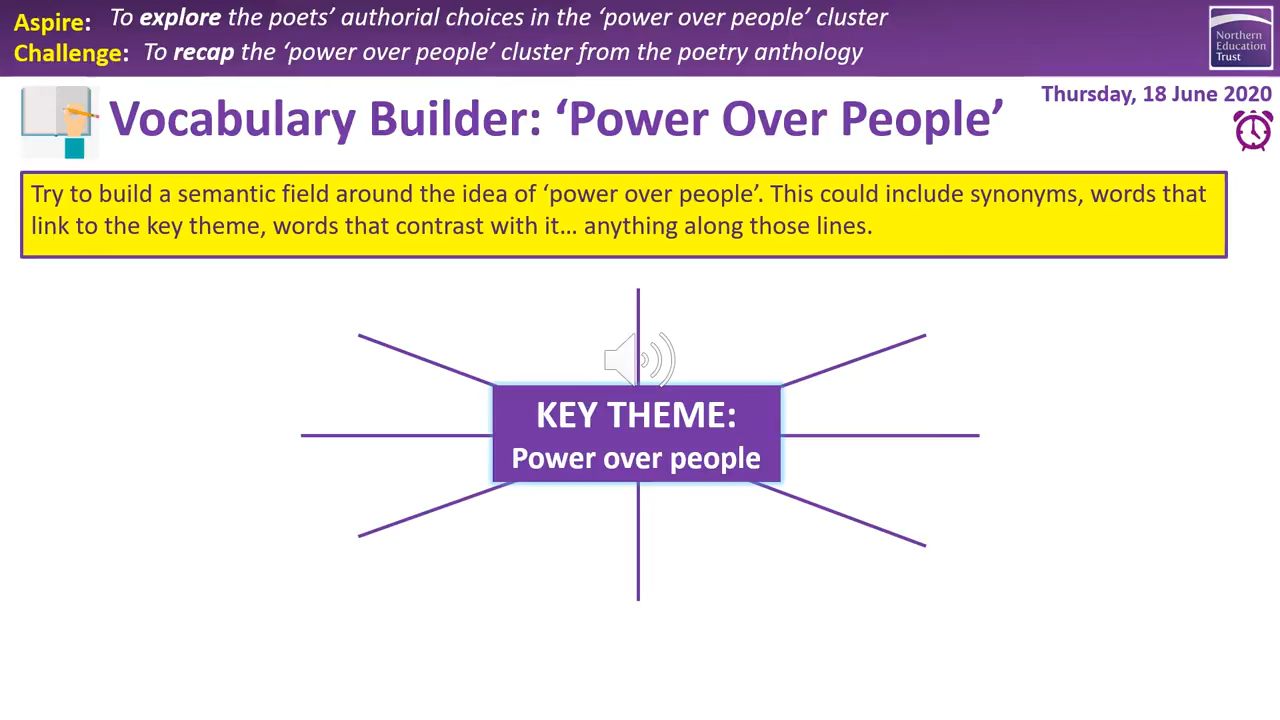 Aspire: To explore the poets’ authorial choices in the ‘power over people’ cluster
Challenge: To recap the ‘power over people’ cluster from the poetry anthology
Northern
Education
Trust
Thursday, 18 June 2020
Vocabulary Builder: ‘Power Over People’
Try to build a semantic field around the idea of ‘power over people’. This could include synonyms, words that
link to the key theme, words that contrast with it… anything along those lines.
KEY THEME:
Power over people